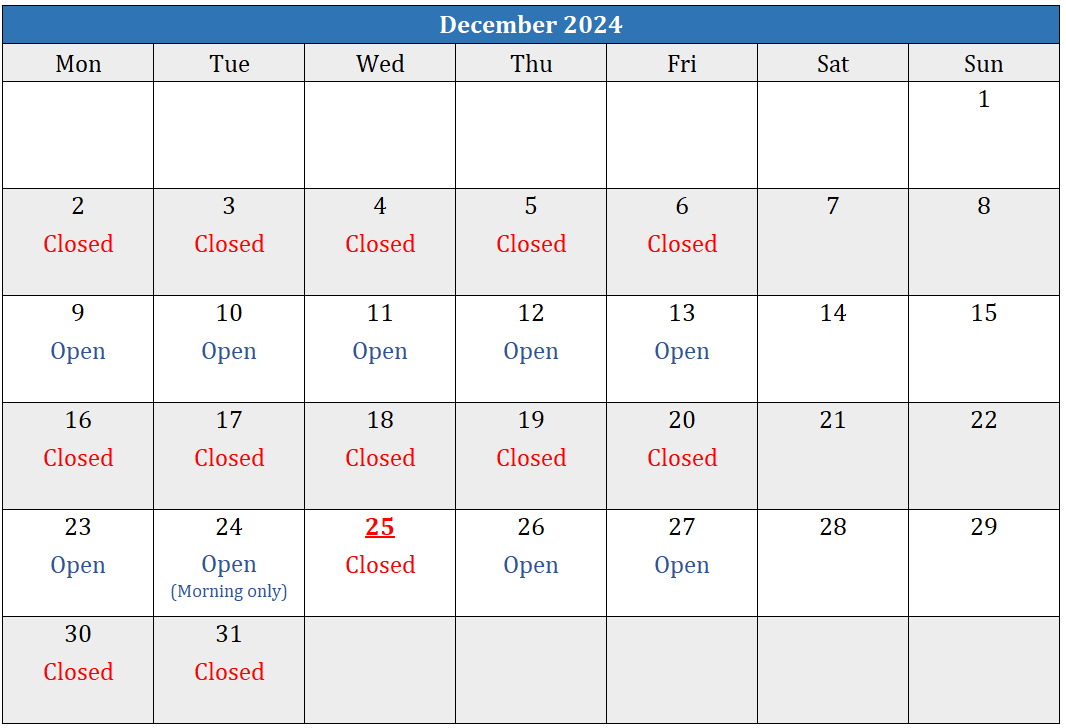 December 2024
Mon Tue Wed Thu Fri Sat Sun
1
2 3 4 5 6 7 8
Closed Closed Closed Closed Closed
9 10 11 12 13 14 15
Open Open Open Open Open
16 17 18 19 20 21 22
Closed Closed Closed Closed Closed
23 24 25 26 27 28 29
Open Open Closed Open Open
(Morning only)
30 31
Closed Closed